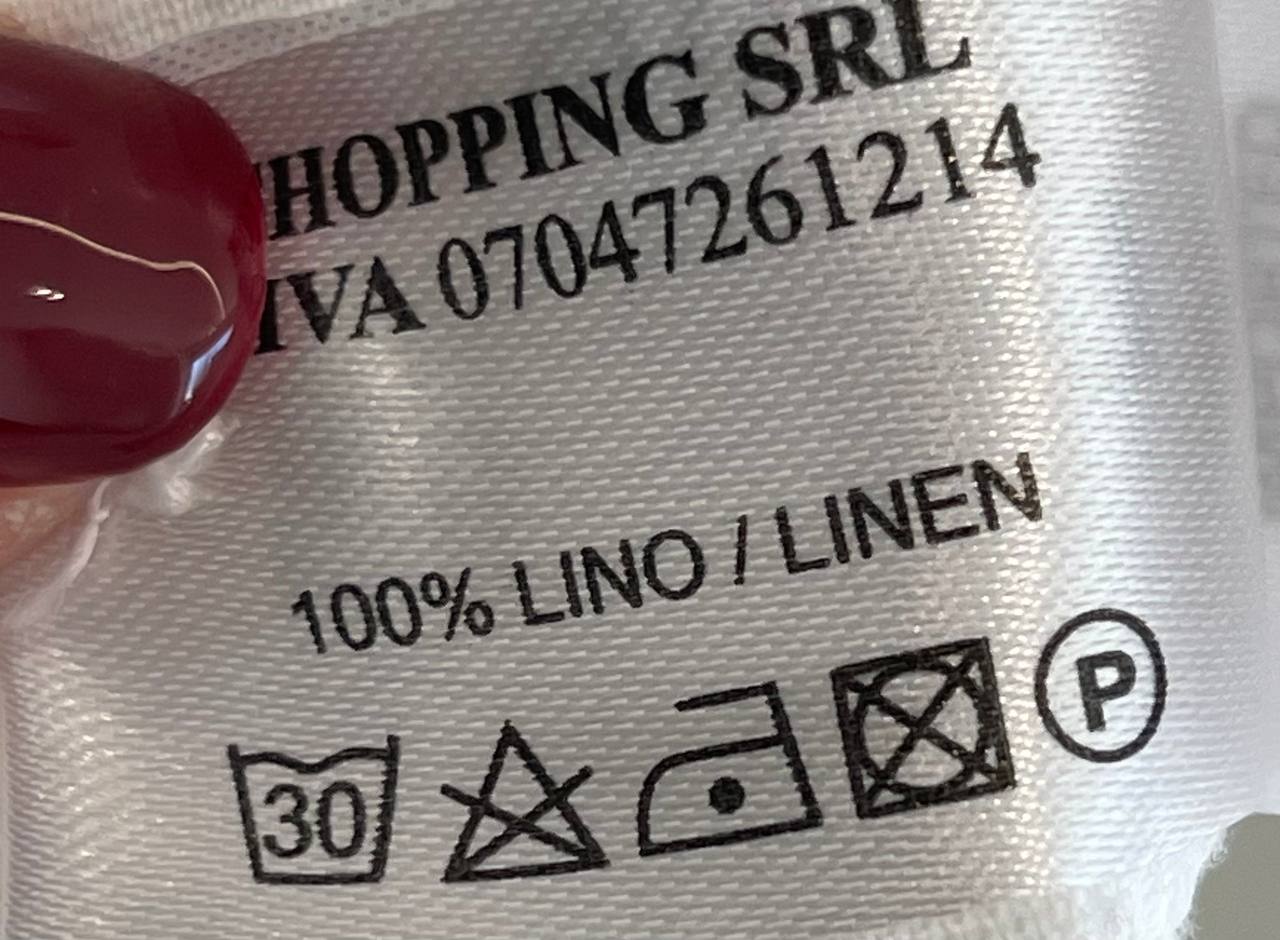 HOPPING SRL
IVA 07047261214
100% LINO / LINEN
30 P